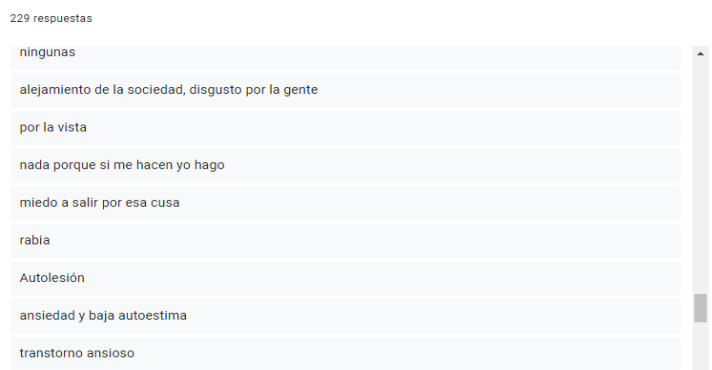 229 respuestas
ningunas
alejamiento de la sociedad, disgusto por la gente
por la vista
nada porque si me hacen yo hago
miedo a salir por esa cusa
rabia
Autolesión
ansiedad y baja autoestima
transtorno ansioso